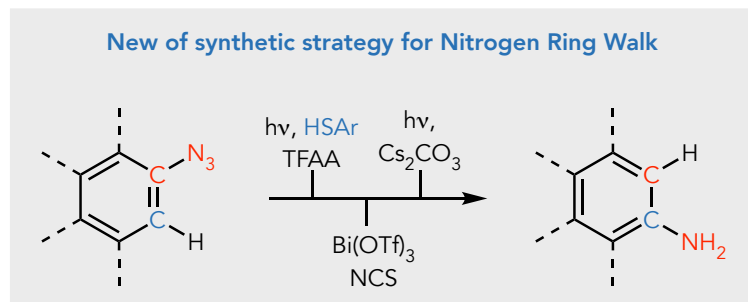 New of synthetic strategy for Nitrogen Ring Walk
hν, HSAr
TFAA
hν,
Cs₂CO₃
Bi(OTf)₃
NCS
N₃
C
C
H
H
C
C
NH₂